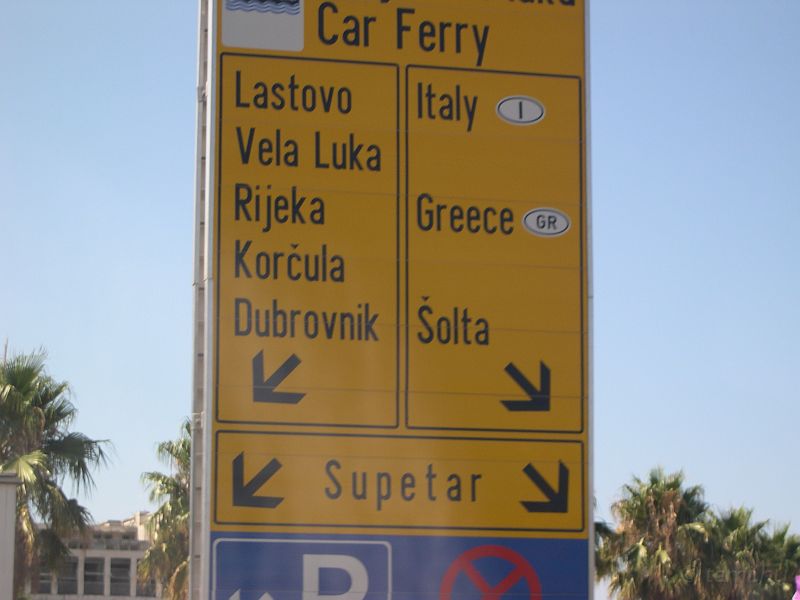 Car Ferry
Lastovo
Vela Luka
Rijeka
Korčula
Dubrovnik
Italy I
Greece GR
Šolta
Supetar
P